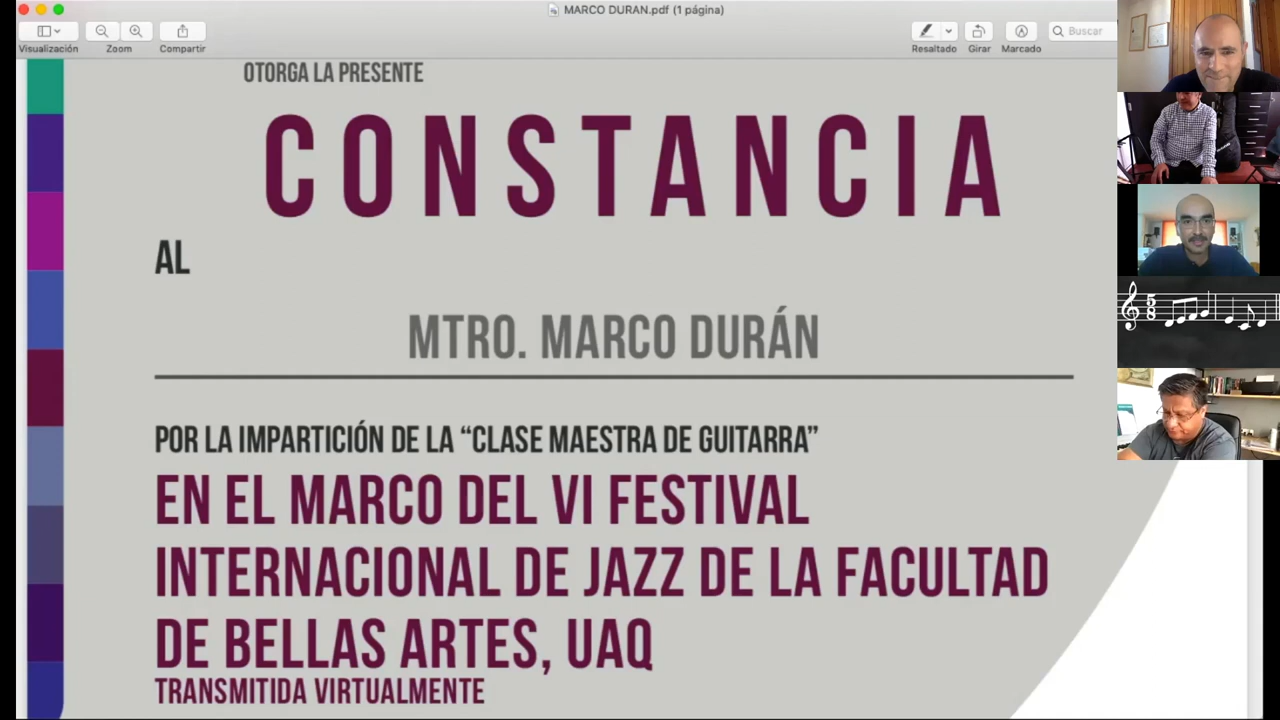 MARCO DURAN.pdf (1 página)
Visualización
Zoom
Compartir
Resaltado
Girar
Marcado
Buscar
OTORGA LA PRESENTE
CONSTANCIA
AL
MTRO. MARCO DURÁN
POR LA IMPARTICIÓN DE LA “CLASE MAESTRA DE GUITARRA”
EN EL MARCO DEL VI FESTIVAL
INTERNACIONAL DE JAZZ DE LA FACULTAD
DE BELLAS ARTES, UAQ
TRANSMITIDA VIRTUALMENTE
5
8